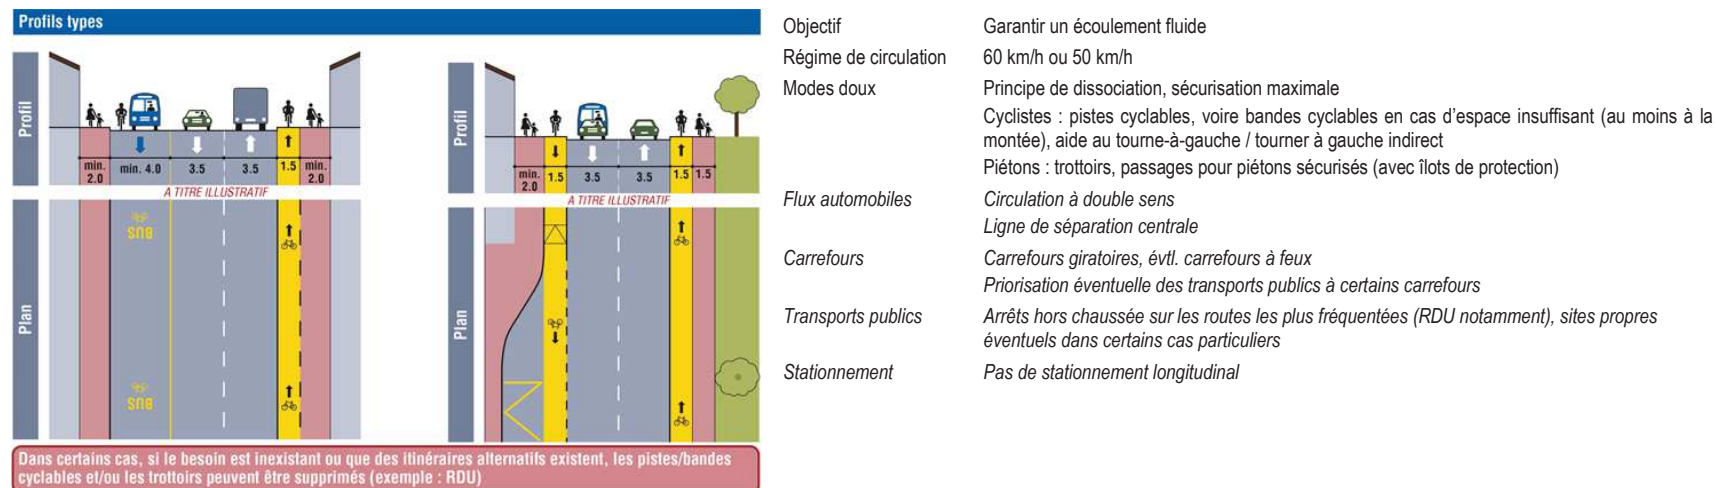 Profils types
Profil
min. 2.0
min. 4.0
3.5
3.5
1.5
min. 2.0
A TITRE ILLUSTRATIF
Plan
BUS
BUS
Profil
min. 2.0
1.5
3.5
3.5
1.5
1.5
A TITRE ILLUSTRATIF
Plan
Dans certains cas, si le besoin est inexistant ou que des itinéraires alternatifs existent, les pistes/bandes
cyclables et/ou les trottoirs peuvent être supprimés (exemple : RDU)
Objectif Garantir un écoulement fluide
Régime de circulation 60 km/h ou 50 km/h
Modes doux Principe de dissociation, sécurisation maximale
Cyclistes : pistes cyclables, voire bandes cyclables en cas d'espace insuffisant (au moins à la
montée), aide au tourne-à-gauche / tourner à gauche indirect
Piétons : trottoirs, passages pour piétons sécurisés (avec îlots de protection)
Flux automobiles Circulation à double sens
Ligne de séparation centrale
Carrefours Carrefours giratoires, évtl. carrefours à feux
Priorisation éventuelle des transports publics à certains carrefours
Transports publics Arrêts hors chaussée sur les routes les plus fréquentées (RDU notamment), sites propres
éventuels dans certains cas particuliers
Stationnement Pas de stationnement longitudinal